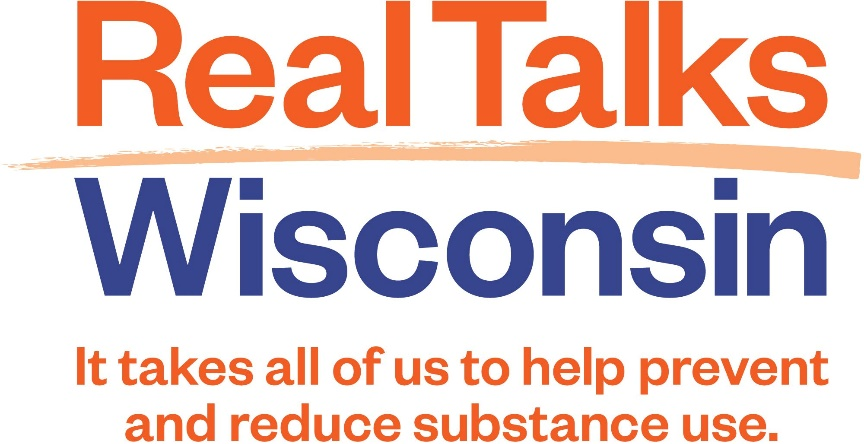 Real Talks
Wisconsin
It takes all of us to help prevent
and reduce substance use.